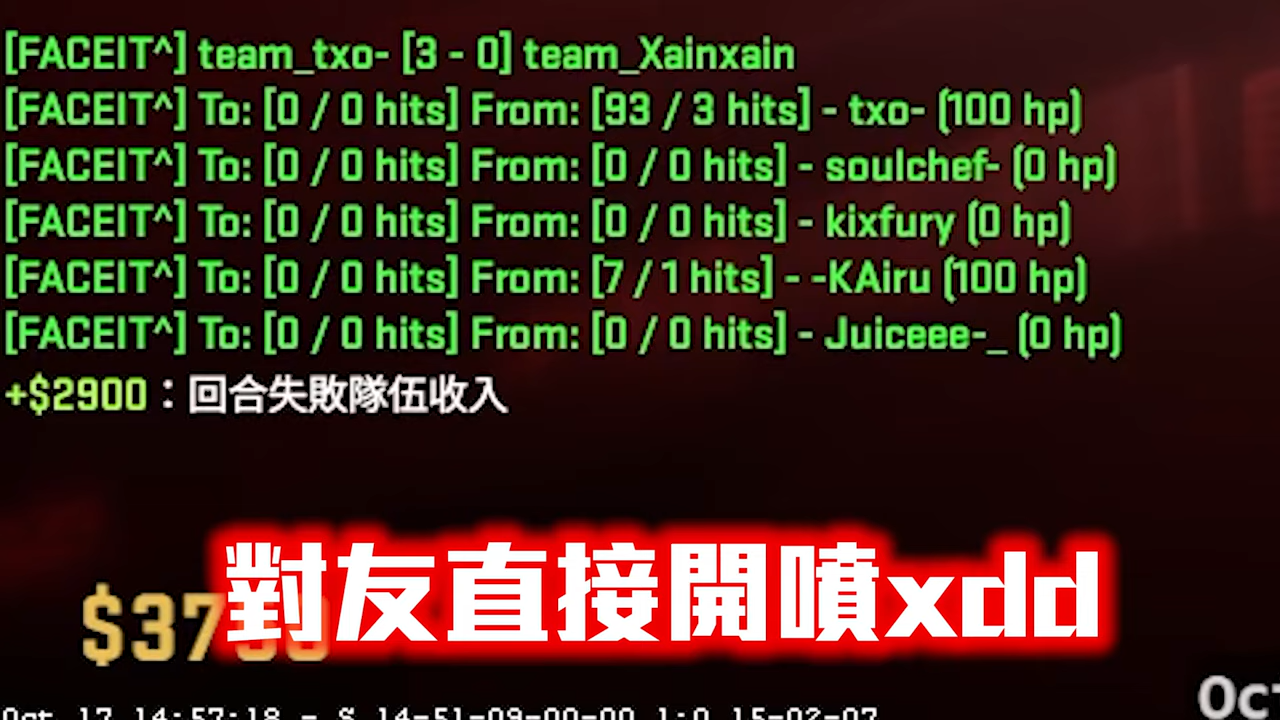 [FACEIT^] team_txo- [3 - 0] team_Xainxain
[FACEIT^] To: [0 / 0 hits] From: [93 / 3 hits] - txo- (100 hp)
[FACEIT^] To: [0 / 0 hits] From: [0 / 0 hits] - soulchef- (0 hp)
[FACEIT^] To: [0 / 0 hits] From: [0 / 0 hits] - kixfury (0 hp)
[FACEIT^] To: [0 / 0 hits] From: [7 / 1 hits] - -KAiru (100 hp)
[FACEIT^] To: [0 / 0 hits] From: [0 / 0 hits] - Juiceee-_ (0 hp)
+$2900：回合失敗隊伍收入
對友直接開噴xdd